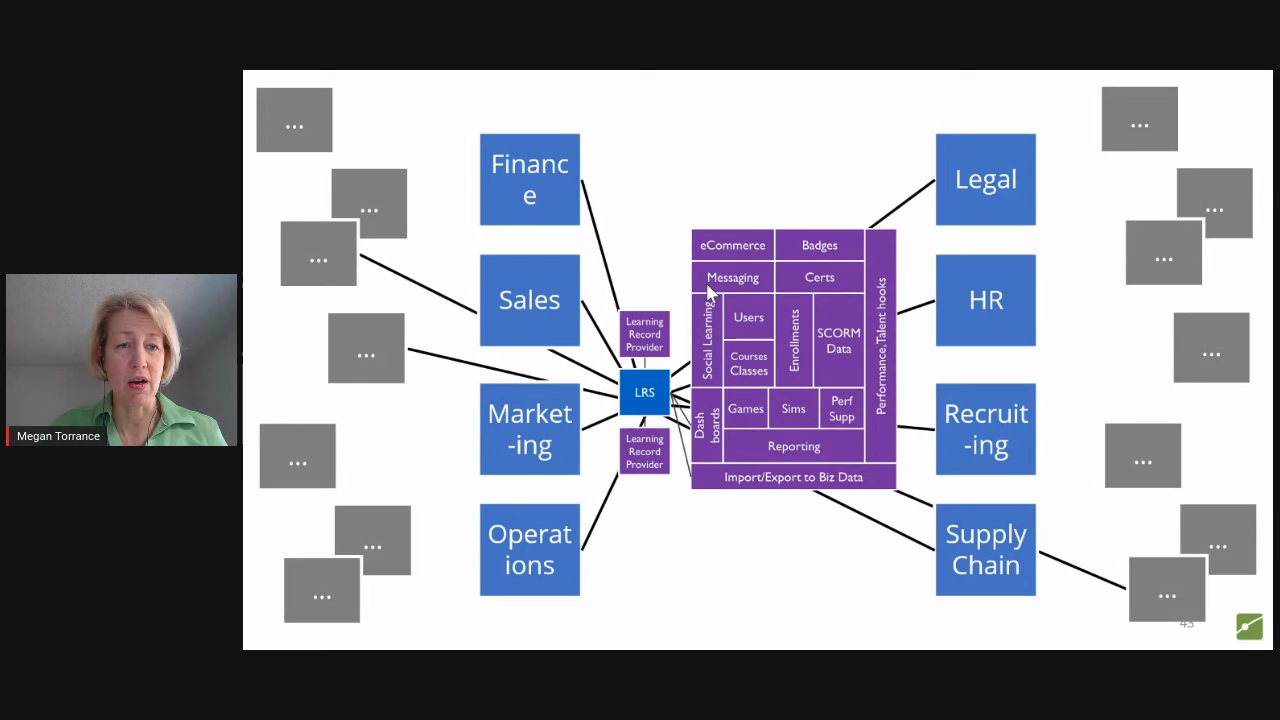 ...
...
...
...
...
...
...
Financ
e
Sales
Market
-ing
Operat
ions
Learning
Record
Provider
LRS
Learning
Record
Provider
eCommerce
Badges
Messaging
Certs
Social Learning
Users
Courses
Classes
Enrollments
SCORM
Data
Performance,Talent hooks
Dash
boards
Games
Sims
Perf
Supp
Reporting
Import/Export to Biz Data
Legal
HR
Recruit
-ing
Supply
Chain
...
...
...
...
...
...
...
43
Megan Torrance